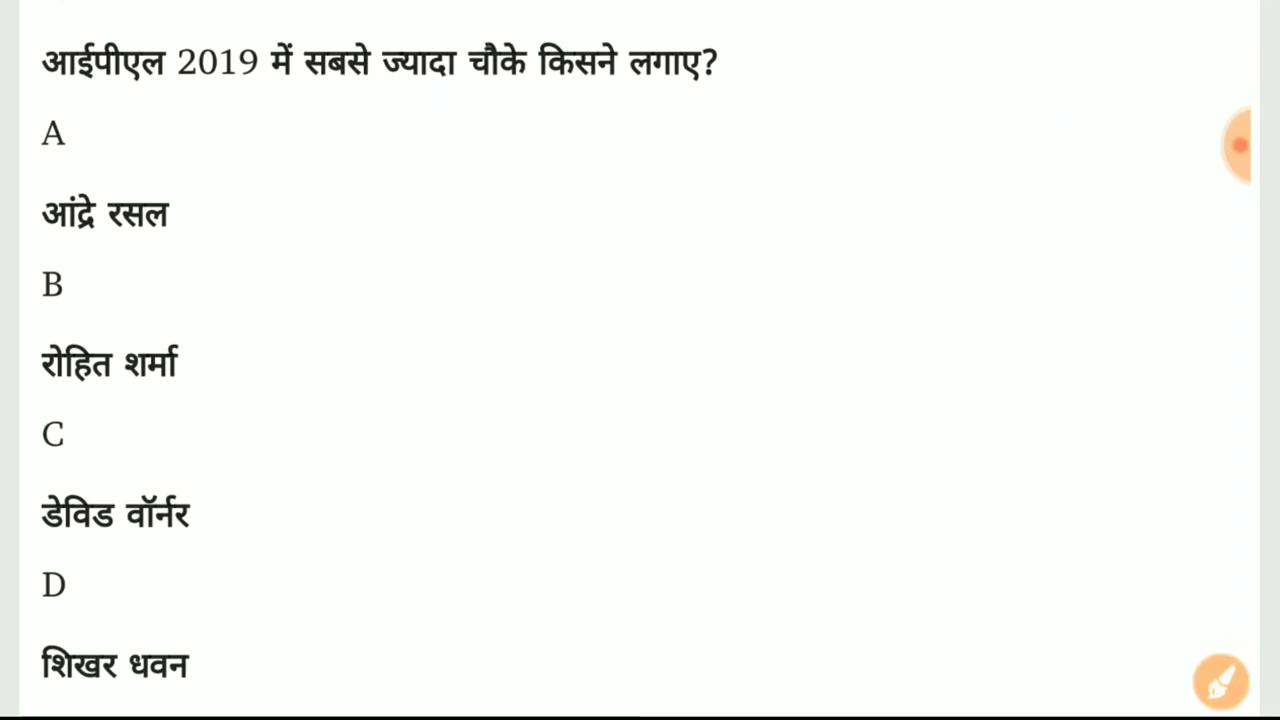 आईपीएल 2019 में सबसे ज्यादा चौके किसने लगाए?
A
आंद्रे रसल
B
रोहित शर्मा
C
डेविड वॉर्नर
D
शिखर धवन